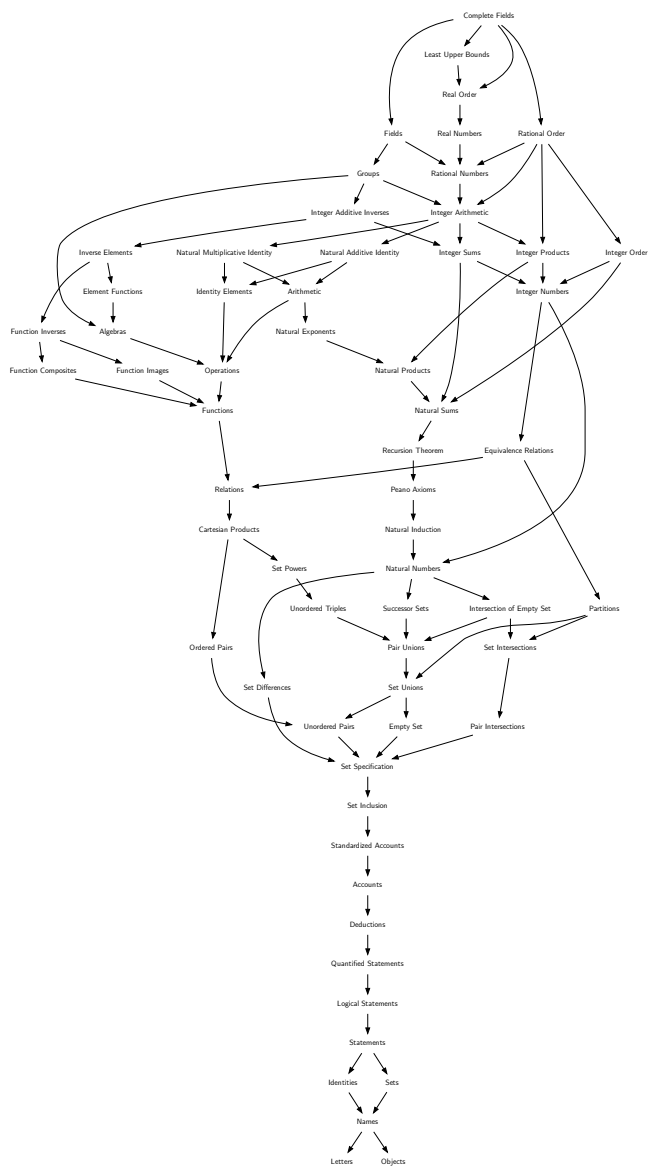 Complete Fields
Least Upper Bounds
Real Order
Fields
Real Numbers
Rational Order
Groups
Rational Numbers
Integer Additive Inverses
Integer Arithmetic
Inverse Elements
Natural Multiplicative Identity
Natural Additive Identity
Integer Sums
Integer Products
Integer Order
Element Functions
Identity Elements
Arithmetic
Integer Numbers
Function Inverses
Algebras
Natural Exponents
Function Composites
Function Images
Operations
Natural Products
Functions
Natural Sums
Recursion Theorem
Equivalence Relations
Relations
Peano Axioms
Cartesian Products
Natural Induction
Set Powers
Natural Numbers
Unordered Triples
Successor Sets
Intersection of Empty Set
Partitions
Ordered Pairs
Pair Unions
Set Intersections
Set Differences
Set Unions
Unordered Pairs
Empty Set
Pair Intersections
Set Specification
Set Inclusion
Standardized Accounts
Accounts
Deductions
Quantified Statements
Logical Statements
Statements
Identities
Sets
Names
Letters
Objects